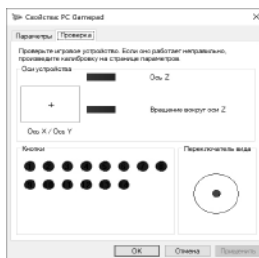 Свойства: PC Gamepad
Параметры
Проверка
Проверьте игровое устройство. Если оно работает неправильно,
произведите калибровку на странице параметров.
Оси устройства
Ось Z
Вращение вокруг оси Z
Ось X / Ось Y
Кнопки
Переключатель вида
OK
Отмена
Применить